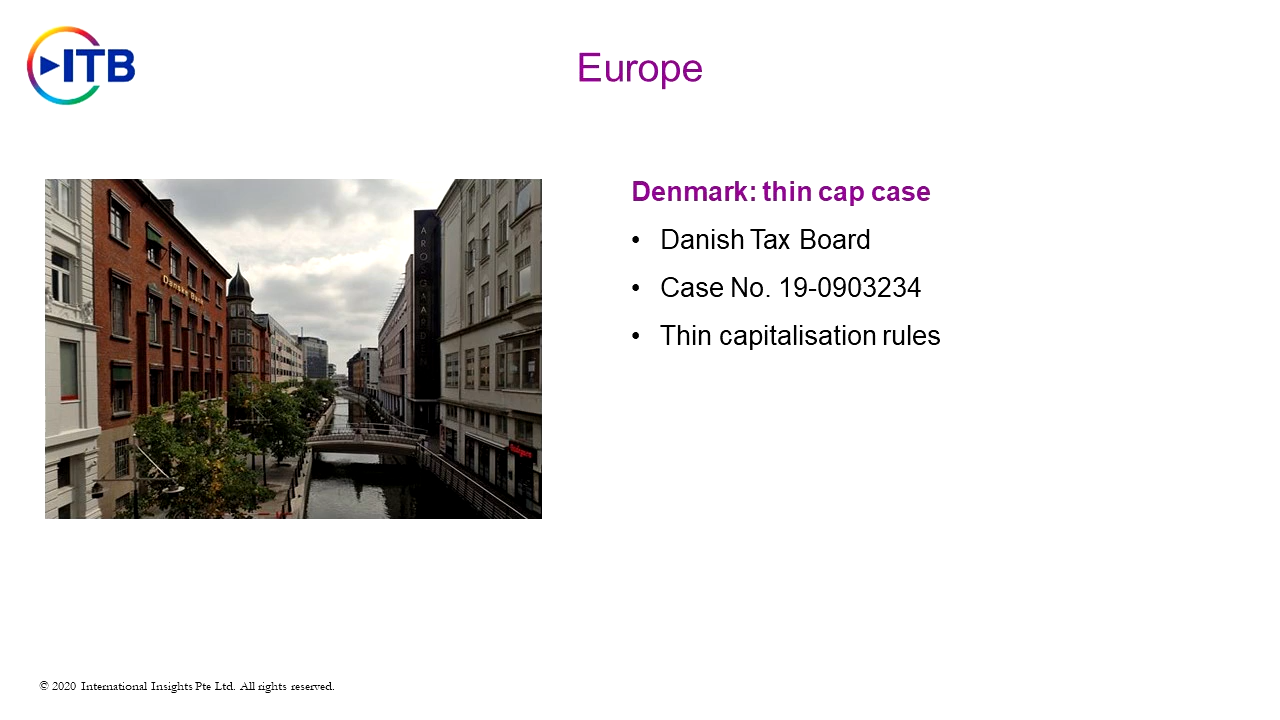 ITB
Europe
Danske Bank
AROSGAARDEN
Denmark: thin cap case
• Danish Tax Board
• Case No. 19-0903234
• Thin capitalisation rules
© 2020 International Insights Pte Ltd. All rights reserved.